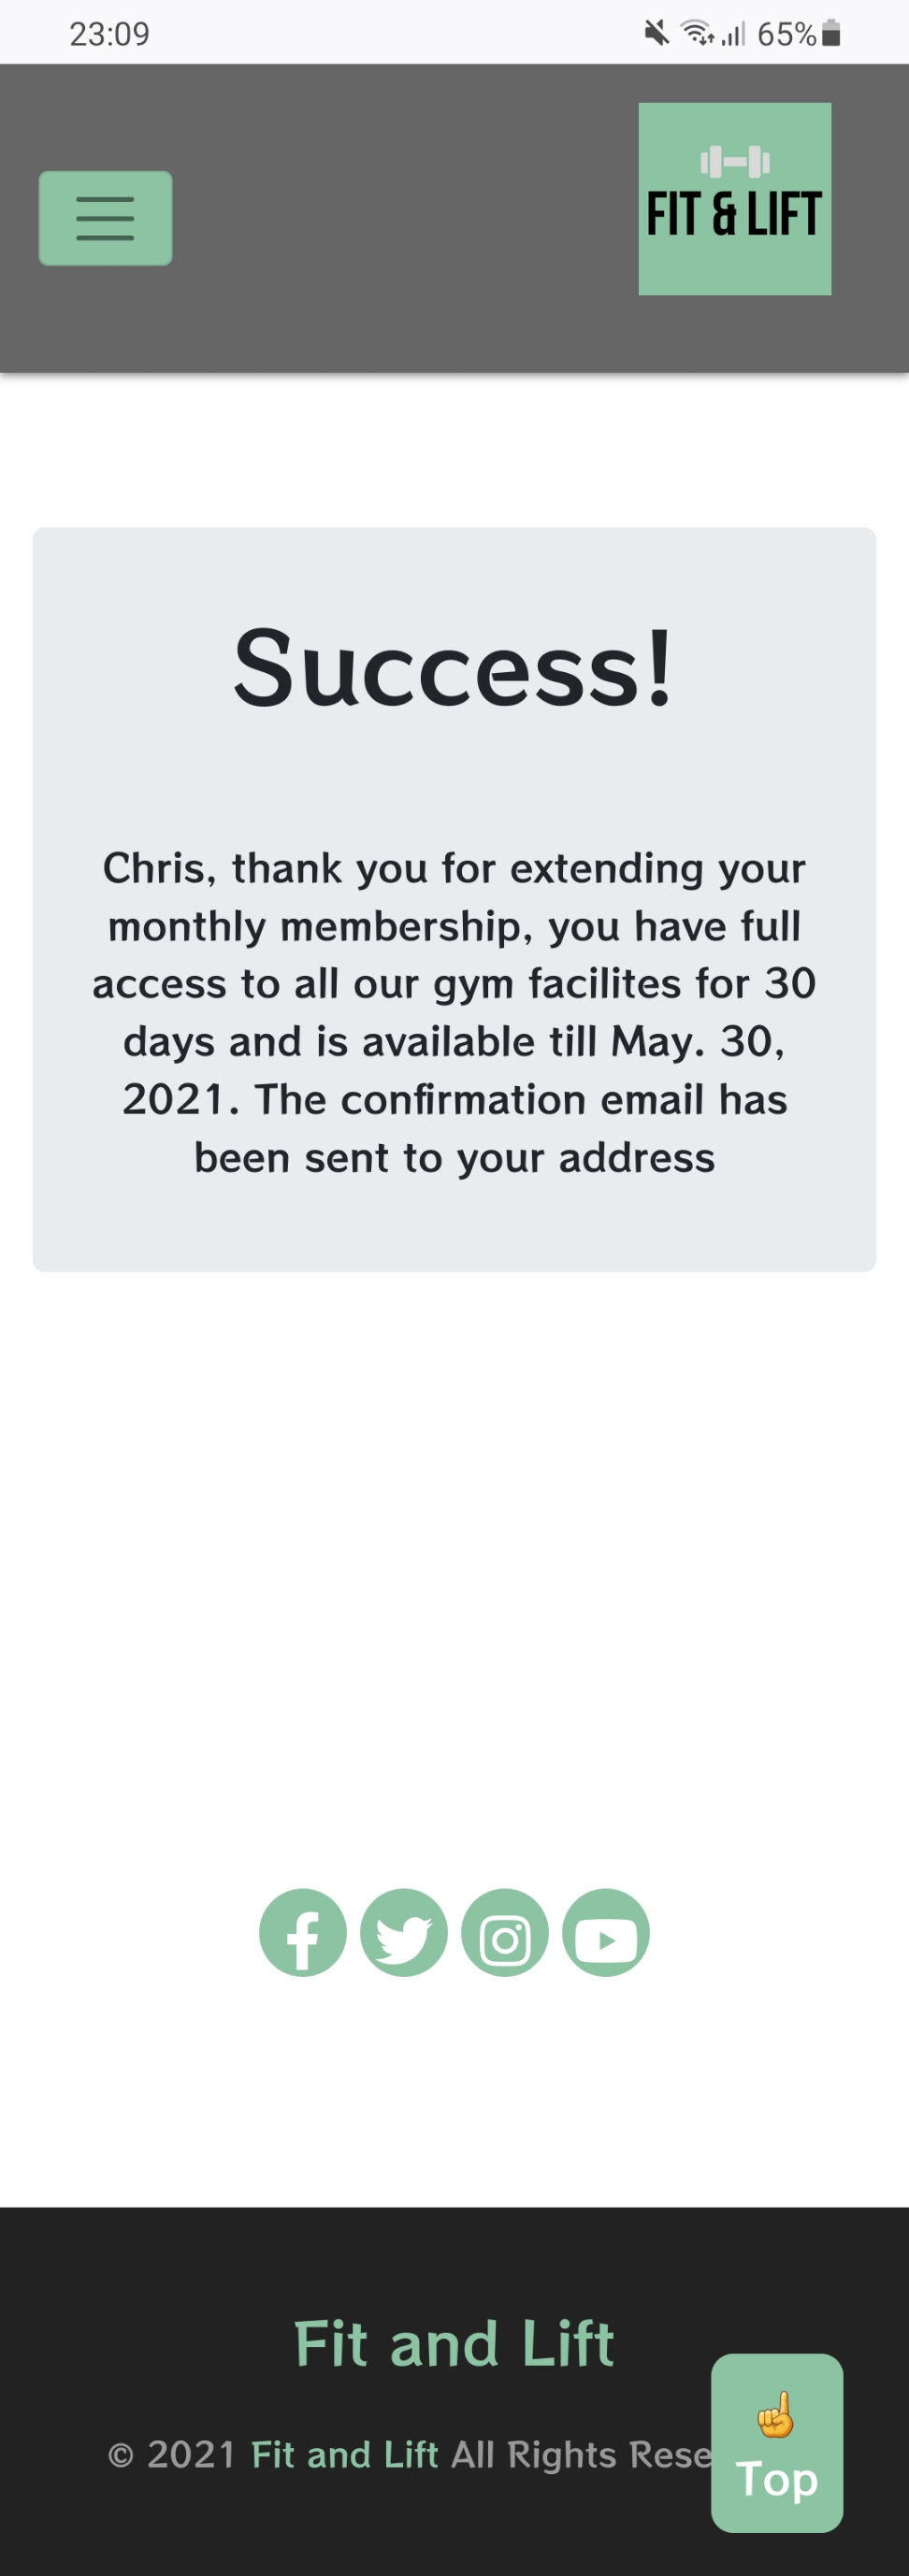 23:09
65%
FIT & LIFT
Success!
Chris, thank you for extending your
monthly membership, you have full
access to all our gym facilites for 30
days and is available till May. 30,
2021. The confirmation email has
been sent to your address
Fit and Lift
© 2021 Fit and Lift All Rights Rese
☝️
Top